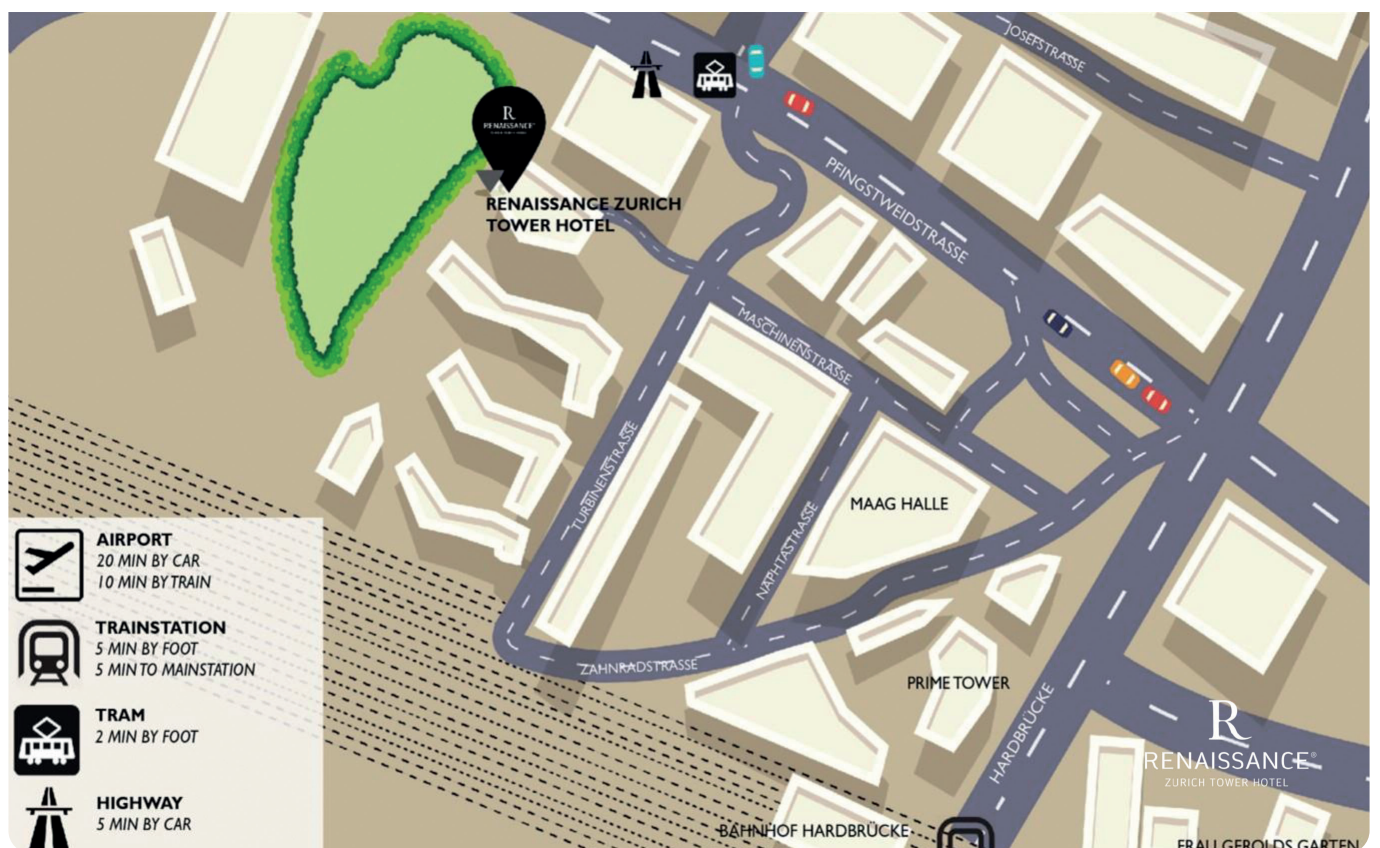 JOSEFSTRASSE
R
RENAISSANCE
PFINGSTWEIDSTRASSE
RENAISSANCE ZURICH
TOWER HOTEL
MASCHINENSTRASSE
TURBINENSTRASSE
NAPHTASTRASSE
MAAG HALLE
AIRPORT
20 MIN BY CAR
10 MIN BY TRAIN
TRAINSTATION
5 MIN BY FOOT
5 MIN TO MAINSTATION
ZAHNRADSTRASSE
PRIME TOWER
HARDBRÜCKE
TRAM
2 MIN BY FOOT
R
RENAISSANCE®
ZURICH TOWER HOTEL
HIGHWAY
5 MIN BY CAR
BAHNHOF HARDBRÜCKE
FRAU GEROLDS GARTEN